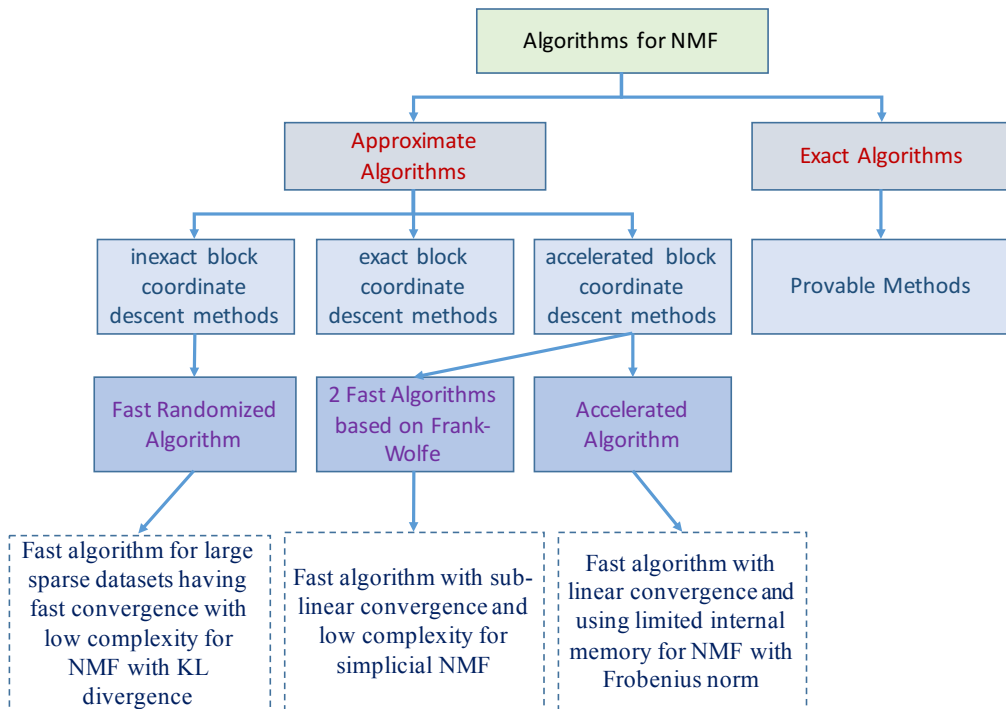 Algorithms for NMF
Approximate
Algorithms
Exact Algorithms
inexact block
coordinate
descent methods
exact block
coordinate
descent methods
accelerated block
coordinate
descent methods
Provable Methods
Fast Randomized
Algorithm
2 Fast Algorithms
based on Frank-
Wolfe
Accelerated
Algorithm
Fast algorithm for large
sparse datasets having
fast convergence with
low complexity for
NMF with KL
divergence
Fast algorithm with sub-
linear convergence and
low complexity for
simplicial NMF
Fast algorithm with
linear convergence and
using limited internal
memory for NMF with
Frobenius norm